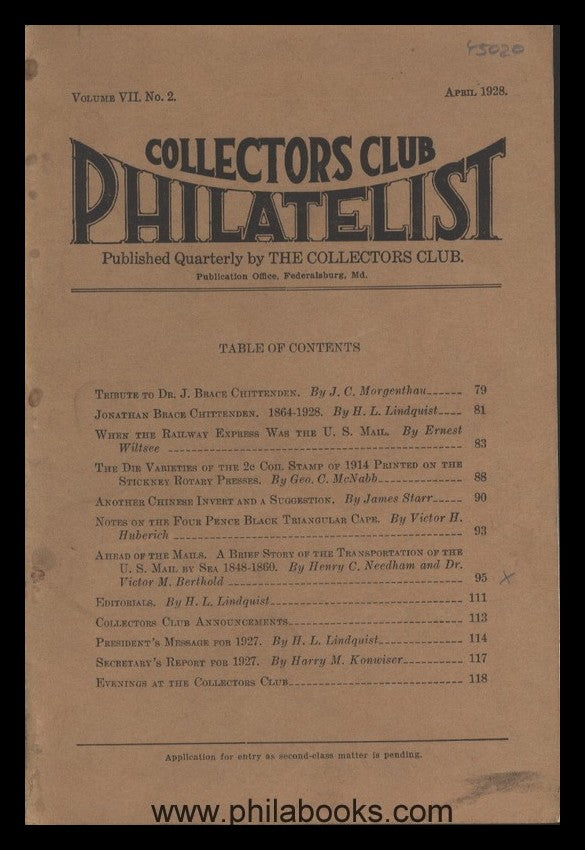 45020
VOLUME VII. No. 2. APRIL 1928.
COLLECTORS CLUB
PHILATELIST
Published Quarterly by THE COLLECTORS CLUB.
Publication Office, Federalsburg, Md.
TABLE OF CONTENTS
TRIBUTE TO DR. J. BRACE CHITTENDEN. By J. C. Morgenthau------ 79
JONATHAN BRACE CHITTENDEN. 1864-1928. By H. L. Lindquist---- 81
WHEN THE RAILWAY EXPRESS WAS THE U. S. MAIL. By Ernest
Wiltsee ------------------------------------------------ 83
THE DIE VARIETIES OF THE 2c COIL STAMP OF 1914 PRINTED ON THE
STICKNEY ROTARY PRESSES. By Geo. C. McNabb-------------- 88
ANOTHER CHINESE INVERT AND A SUGGESTION. By James Starr----- 90
NOTES ON THE FOUR PENCE BLACK TRIANGULAR CAPE. By Victor H.
Huberich ----------------------------------------------- 93
AHEAD OF THE MAILS. A BRIEF STORY OF THE TRANSPORTATION OF THE
U. S. MAIL BY SEA 1848-1860. By Henry C. Needham and Dr.
Victor M. Berthold -------------------------------------- 95 X
EDITORIALS. By H. L. Lindquist------------------------------- 111
COLLECTORS CLUB ANNOUNCEMENTS---------------------------- 113
PRESIDENT'S MESSAGE FOR 1927. By H. L. Lindquist------------- 114
SECRETARY'S REPORT FOR 1927. By Harry M. Konwiser---------- 117
EVENINGS AT THE COLLECTORS CLUB---------------------------- 118
Application for entry as second-class matter is pending.
www.philabooks.com